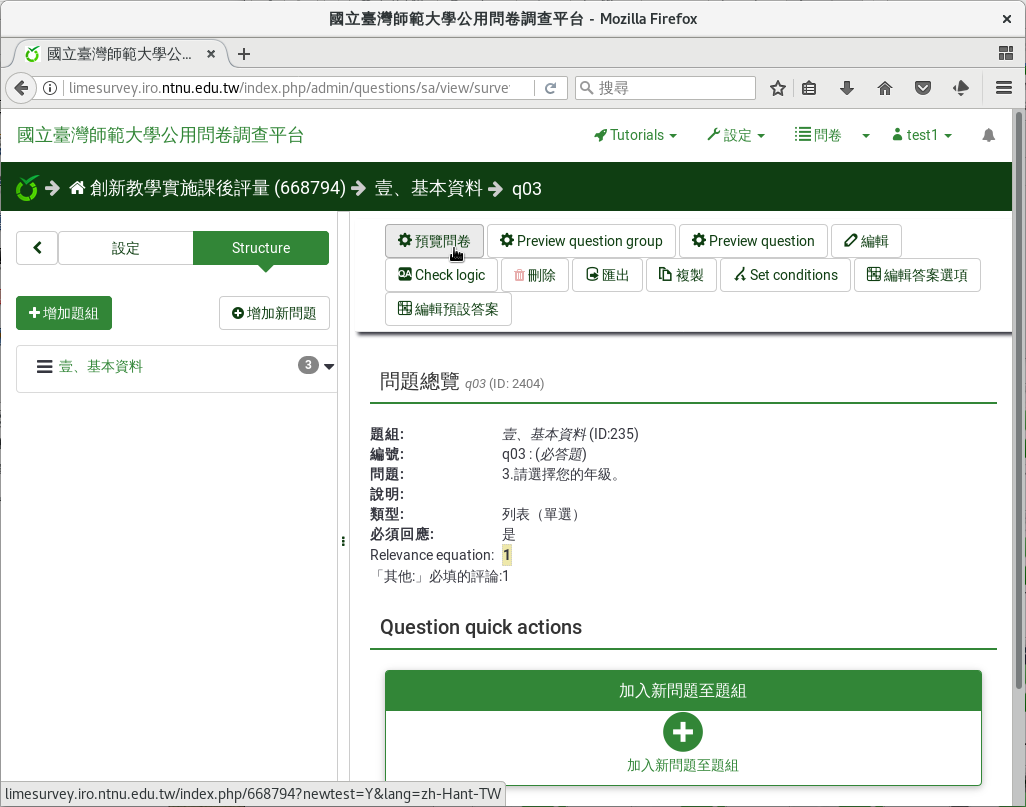 國立臺灣師範大學公用問卷調查平台 - Mozilla Firefox
國立臺灣師範大學公...
limesurvey.iro.ntnu.edu.tw/index.php/admin/questions/sa/view/surve
搜尋
國立臺灣師範大學公用問卷調查平台
Tutorials
設定
問卷
test1
創新教學實施課後評量 (668794)
壹、基本資料
q03
設定
Structure
預覽問卷
Preview question group
Preview question
編輯
Check logic
刪除
匯出
複製
Set conditions
編輯答案選項
編輯預設答案
增加題組
增加新問題
壹、基本資料
3
問題總覽 q03 (ID: 2404)
題組: 壹、基本資料 (ID:235)
編號: q03 : (必答題)
問題: 3.請選擇您的年級。
說明:
類型: 列表（單選）
必須回應: 是
Relevance equation: 1
「其他:」必填的評論:1
Question quick actions
加入新問題至題組
加入新問題至題組
limesurvey.iro.ntnu.edu.tw/index.php/668794?newtest=Y&lang=zh-Hant-TW